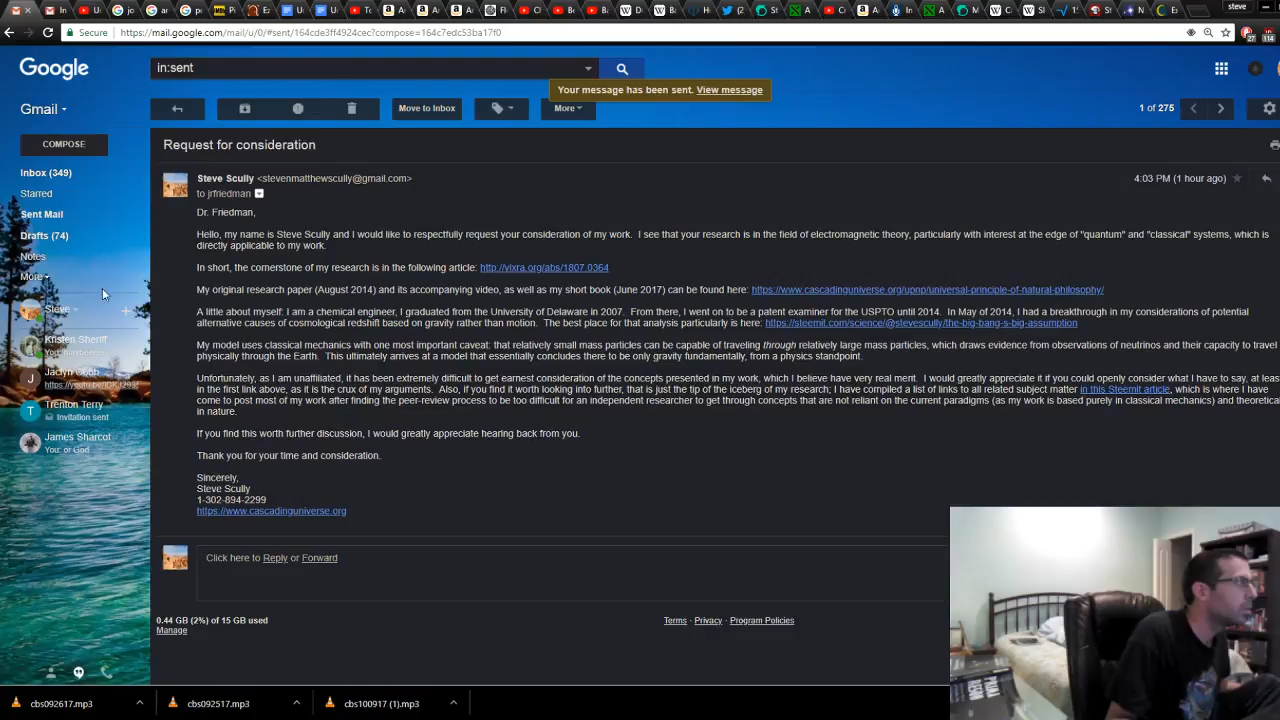 steve
Secure
https://mail.google.com/mail/u/0/#sent/164cde3ff4924cec?compose=164c7edc53ba17f0
27
114
Google
in:sent
Your message has been sent. View message
Gmail
Move to Inbox
More
1 of 275
COMPOSE
Request for consideration
Inbox (349)
Starred
Sent Mail
Drafts (74)
Notes
More
Steve
Kristen Sheriff
Jaclyn Cobb
J
Trenton Terry
T
Invitation sent
James Sharcot
You: or God
Steve Scully <stevenmatthewscully@gmail.com>
4:03 PM (1 hour ago)
to jrfriedman
Dr. Friedman,
Hello, my name is Steve Scully and I would like to respectfully request your consideration of my work. I see that your research is in the field of electromagnetic theory, particularly with interest at the edge of "quantum" and "classical" systems, which is
directly applicable to my work.
In short, the cornerstone of my research is in the following article: http://vixra.org/abs/1807.0364
My original research paper (August 2014) and its accompanying video, as well as my short book (June 2017) can be found here: https://www.cascadinguniverse.org/upnp/universal-principle-of-natural-philosophy/
A little about myself: I am a chemical engineer, I graduated from the University of Delaware in 2007. From there, I went on to be a patent examiner for the USPTO until 2014. In May of 2014, I had a breakthrough in my considerations of potential
alternative causes of cosmological redshift based on gravity rather than motion. The best place for that analysis particularly is here: https://steemit.com/science/@stevescully/the-big-bang-s-big-assumption
My model uses classical mechanics with one most important caveat: that relatively small mass particles can be capable of traveling through relatively large mass particles, which draws evidence from observations of neutrinos and their capacity to travel
physically through the Earth. This ultimately arrives at a model that essentially concludes there to be only gravity fundamentally, from a physics standpoint.
Unfortunately, as I am unaffiliated, it has been extremely difficult to get earnest consideration of the concepts presented in my work, which I believe have very real merit. I would greatly appreciate it if you could openly consider what I have to say, at leas
in the first link above, as it is the crux of my arguments. Also, if you find it worth looking into further, that is just the tip of the iceberg of my research; I have compiled a list of links to all related subject matter in this Steemit article, which is where I have
come to post most of my work after finding the peer-review process to be too difficult for an independent researcher to get through concepts that are not reliant on the current paradigms (as my work is based purely in classical mechanics) and theoretical
in nature.
If you find this worth further discussion, I would greatly appreciate hearing back from you.
Thank you for your time and consideration.
Sincerely,
Steve Scully
1-302-894-2299
https://www.cascadinguniverse.org
Click here to Reply or Forward
0.44 GB (2%) of 15 GB used
Manage
Terms · Privacy · Program Policies
cbs092617.mp3
cbs092517.mp3
cbs100917 (1).mp3